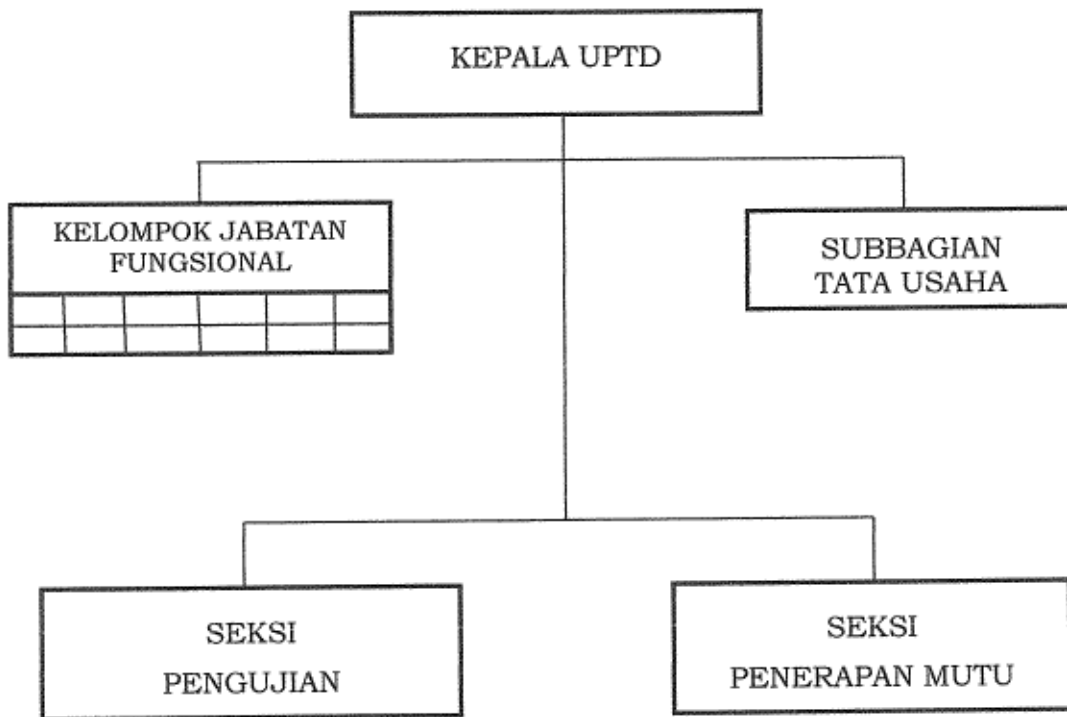 KEPALA UPTD
KELOMPOK JABATAN
FUNGSIONAL
SUBBAGIAN
TATA USAHA
SEKSI
PENGUJIAN
SEKSI
PENERAPAN MUTU